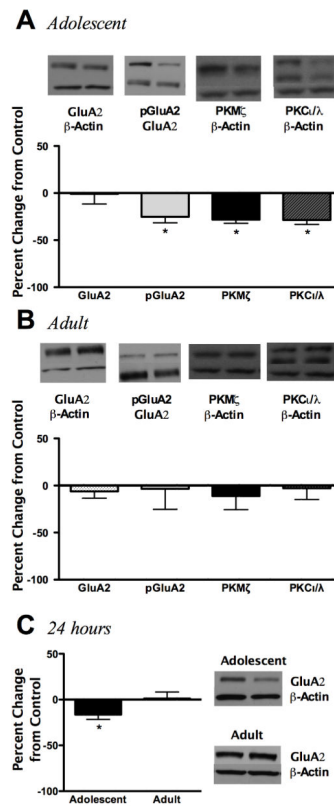 A Adolescent
GluA2 pGluA2 PKMζ PKCι/λ
β-Actin GluA2 β-Actin β-Actin
Percent Change from Control
50
0
-50
-100
* * *
GluA2 pGluA2 PKMζ PKCι/λ
B Adult
GluA2 pGluA2 PKMζ PKCι/λ
β-Actin GluA2 β-Actin β-Actin
Percent Change from Control
50
0
-50
-100
GluA2 pGluA2 PKMζ PKCι/λ
C 24 hours
Percent Change
from Control
50
0
-50
-100
*
Adolescent Adult
Adolescent
GluA2
β-Actin
Adult
GluA2
β-Actin